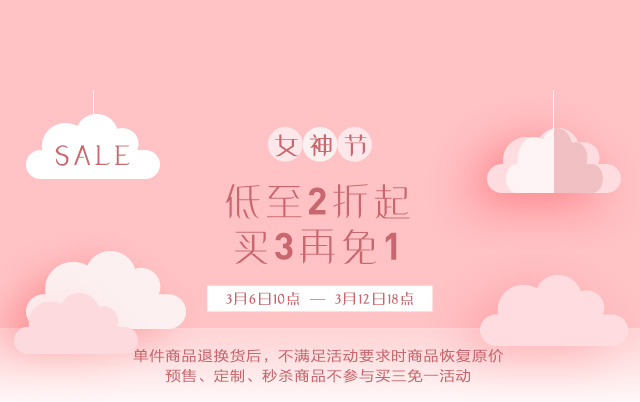 SALE
女神节
低至2折起
买3再免1
3月6日10点 — 3月12日18点
单件商品退换货后，不满足活动要求时商品恢复原价
预售、定制、秒杀商品不参与买三免一活动